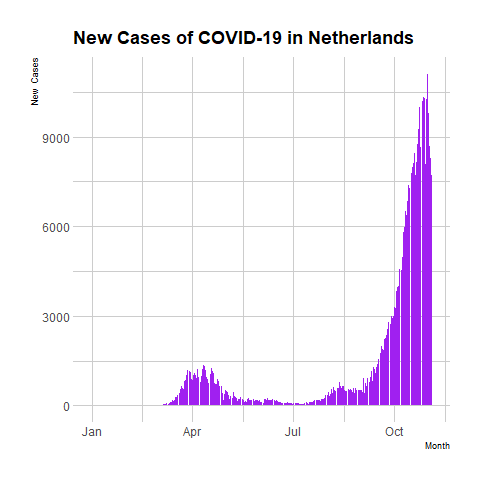 New Cases of COVID-19 in Netherlands
New Cases
9000
6000
3000
0
Jan Apr Jul Oct
Month